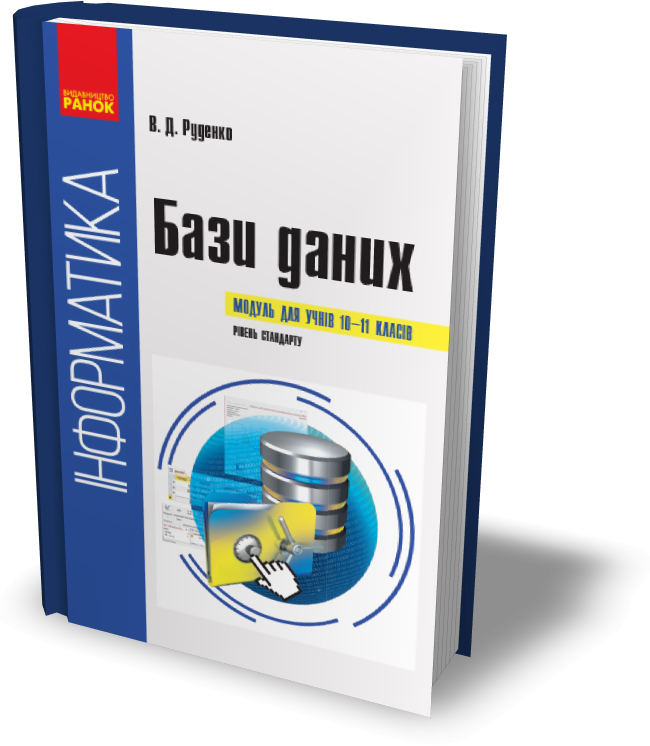 ВИДАВНИЦТВО
РАНОК
В. Д. Руденко
ІНФОРМАТИКА
Бази даних
МОДУЛЬ ДЛЯ УЧНІВ 10–11 КЛАСІВ
РІВЕНЬ СТАНДАРТУ